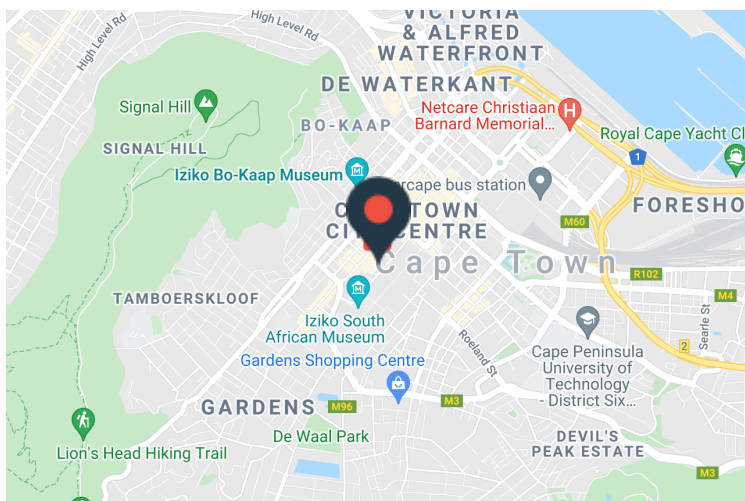 High Level Rd
High Level Rd
VICTORIA
& ALFRED
WATERFRONT
DE WATERKANT
Signal Hill
Netcare Christiaan
Barnard Memorial...
BO-KAAP
SIGNAL HILL
Royal Cape Yacht Cl
1
Iziko Bo-Kaap Museum
bus station
TOWN
CENTRE
M60
FORESHO
Cape Town
R102
M4
TAMBOERSKLOOF
Iziko South
African Museum
Roeland St
Searle St
2
Cape Peninsula
University of
Technology
- District Six...
Gardens Shopping Centre
GARDENS
M96
M3
De Waal Park
Lion's Head Hiking Trail
DEVIL'S
PEAK ESTATE
M3